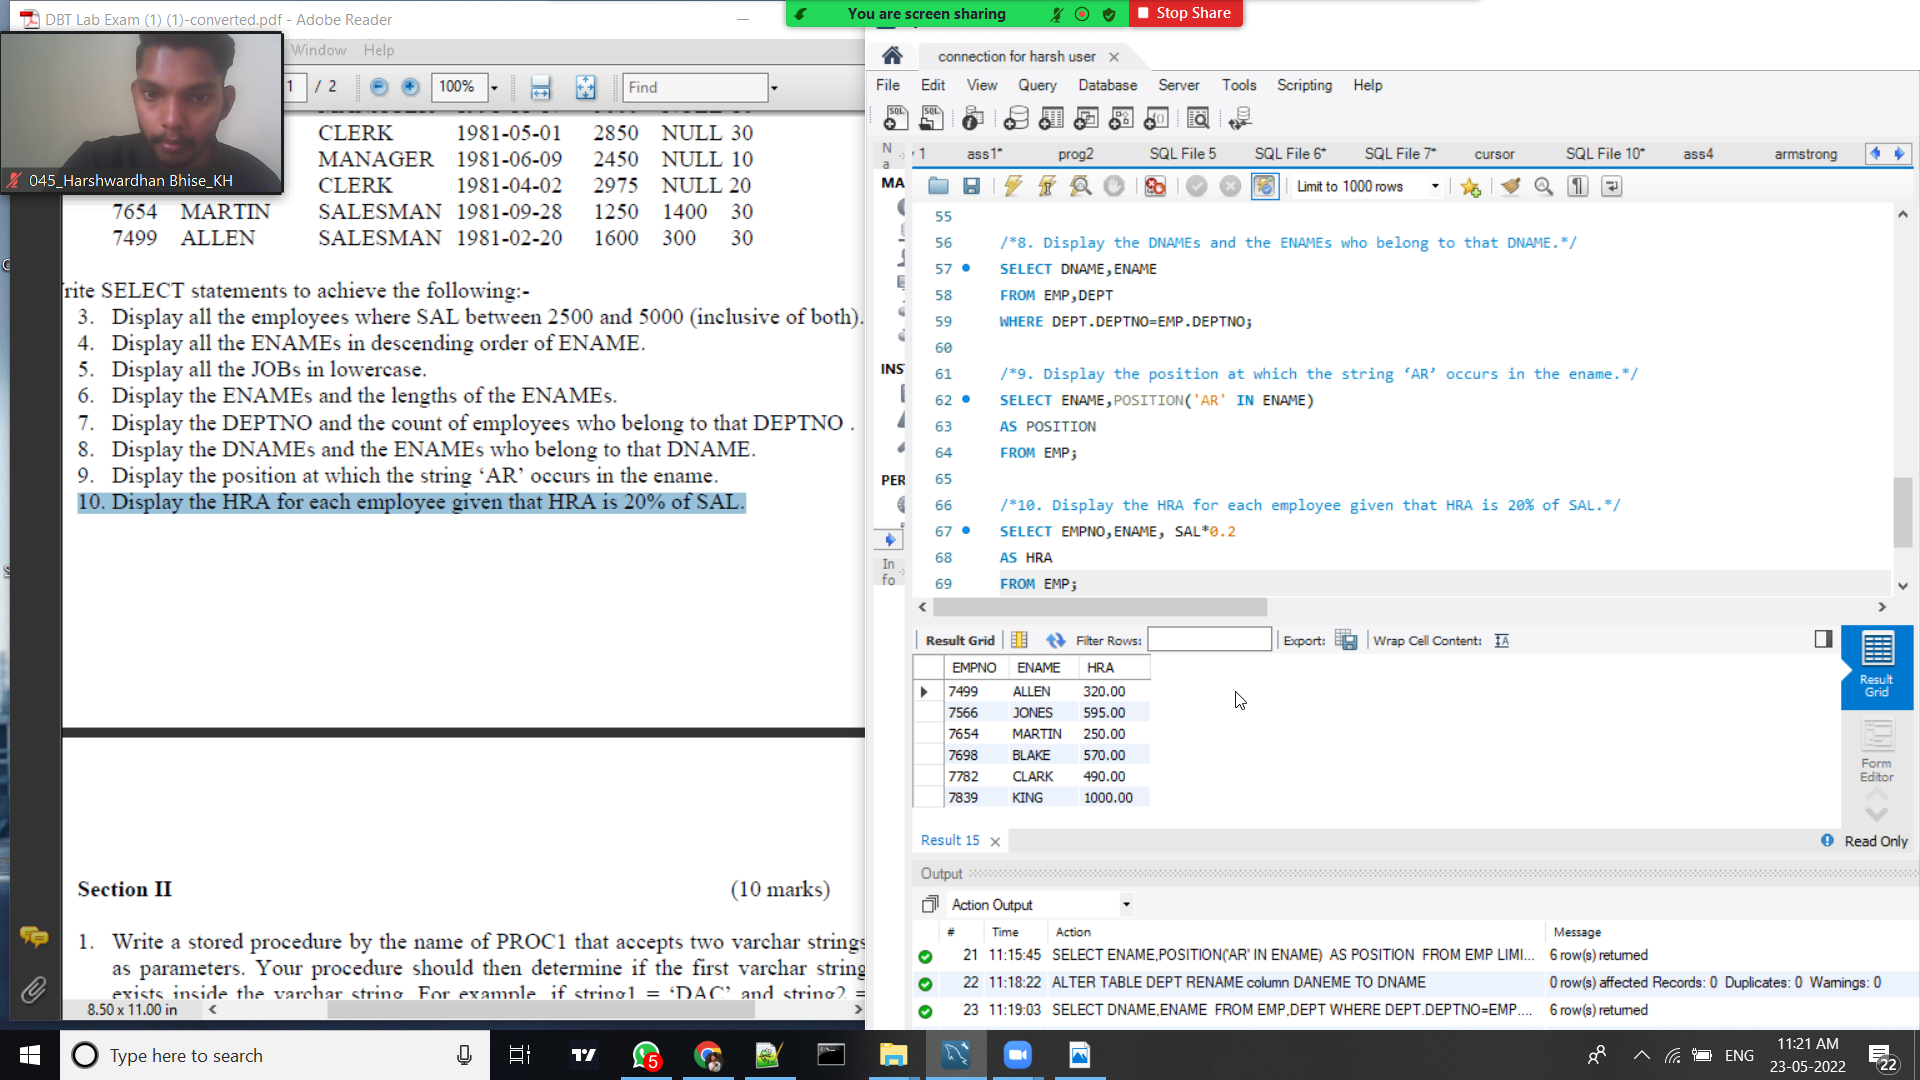 DBT Lab Exam (1) (1)-converted.pdf - Adobe Reader
You are screen sharing
Stop Share
Window Help
1 / 2
100%
Find
045_Harshwardhan Bhise_KH
CLERK 1981-05-01 2850 NULL 30
MANAGER 1981-06-09 2450 NULL 10
CLERK 1981-04-02 2975 NULL 20
7654 MARTIN SALESMAN 1981-09-28 1250 1400 30
7499 ALLEN SALESMAN 1981-02-20 1600 300 30
rite SELECT statements to achieve the following:-
3. Display all the employees where SAL between 2500 and 5000 (inclusive of both).
4. Display all the ENAMEs in descending order of ENAME.
5. Display all the JOBs in lowercase.
6. Display the ENAMEs and the lengths of the ENAMEs.
7. Display the DEPTNO and the count of employees who belong to that DEPTNO .
8. Display the DNAMEs and the ENAMEs who belong to that DNAME.
9. Display the position at which the string ‘AR’ occurs in the ename.
10. Display the HRA for each employee given that HRA is 20% of SAL.
Section II (10 marks)
1. Write a stored procedure by the name of PROC1 that accepts two varchar strings
as parameters. Your procedure should then determine if the first varchar string
exists inside the varchar string. For example, if string1 = ‘DAC’ and string2 =
8.50 x 11.00 in
connection for harsh user
File Edit View Query Database Server Tools Scripting Help
1 ass1* prog2 SQL File 5 SQL File 6* SQL File 7* cursor SQL File 10* ass4 armstrong
Limit to 1000 rows
Na
MA
INS
PER
In
fo
55
56 /*8. Display the DNAMEs and the ENAMEs who belong to that DNAME.*/
57 SELECT DNAME,ENAME
58 FROM EMP,DEPT
59 WHERE DEPT.DEPTNO=EMP.DEPTNO;
60
61 /*9. Display the position at which the string ‘AR’ occurs in the ename.*/
62 SELECT ENAME,POSITION('AR' IN ENAME)
63 AS POSITION
64 FROM EMP;
65
66 /*10. Display the HRA for each employee given that HRA is 20% of SAL.*/
67 SELECT EMPNO,ENAME, SAL*0.2
68 AS HRA
69 FROM EMP;
Result Grid Filter Rows: Export: Wrap Cell Content:
EMPNO ENAME HRA
7499 ALLEN 320.00
7566 JONES 595.00
7654 MARTIN 250.00
7698 BLAKE 570.00
7782 CLARK 490.00
7839 KING 1000.00
Result Grid
Form Editor
Result 15
Read Only
Output
Action Output
# Time Action Message
21 11:15:45 SELECT ENAME,POSITION('AR' IN ENAME) AS POSITION FROM EMP LIMI... 6 row(s) returned
22 11:18:22 ALTER TABLE DEPT RENAME column DANEME TO DNAME 0 row(s) affected Records: 0 Duplicates: 0 Warnings: 0
23 11:19:03 SELECT DNAME,ENAME FROM EMP,DEPT WHERE DEPT.DEPTNO=EMP.... 6 row(s) returned
Type here to search
5
ENG
11:21 AM
23-05-2022
22